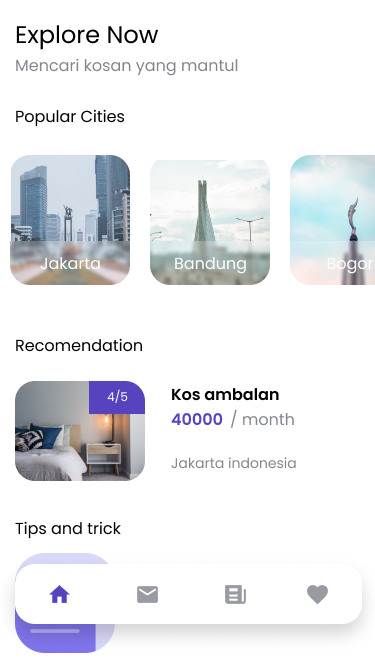 Explore Now
Mencari kosan yang mantul
Popular Cities
Jakarta
Bandung
Bogor
Recomendation
4/5
Kos ambalan
40000 / month
Jakarta indonesia
Tips and trick